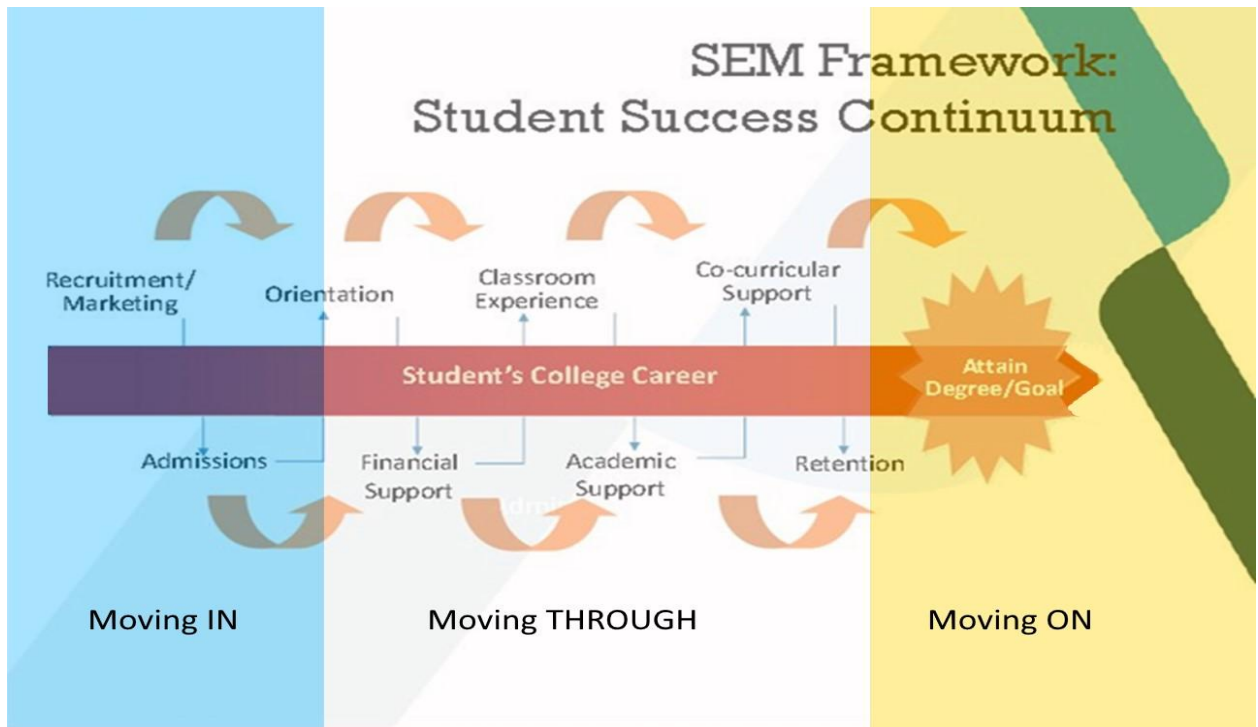 SEM Framework:
Student Success Continuum
Recruitment/
Marketing
Orientation
Classroom
Experience
Co-curricular
Support
Student's College Career
Attain
Degree/Goal
Admissions
Financial
Support
Academic
Support
Retention
Moving IN
Moving THROUGH
Moving ON